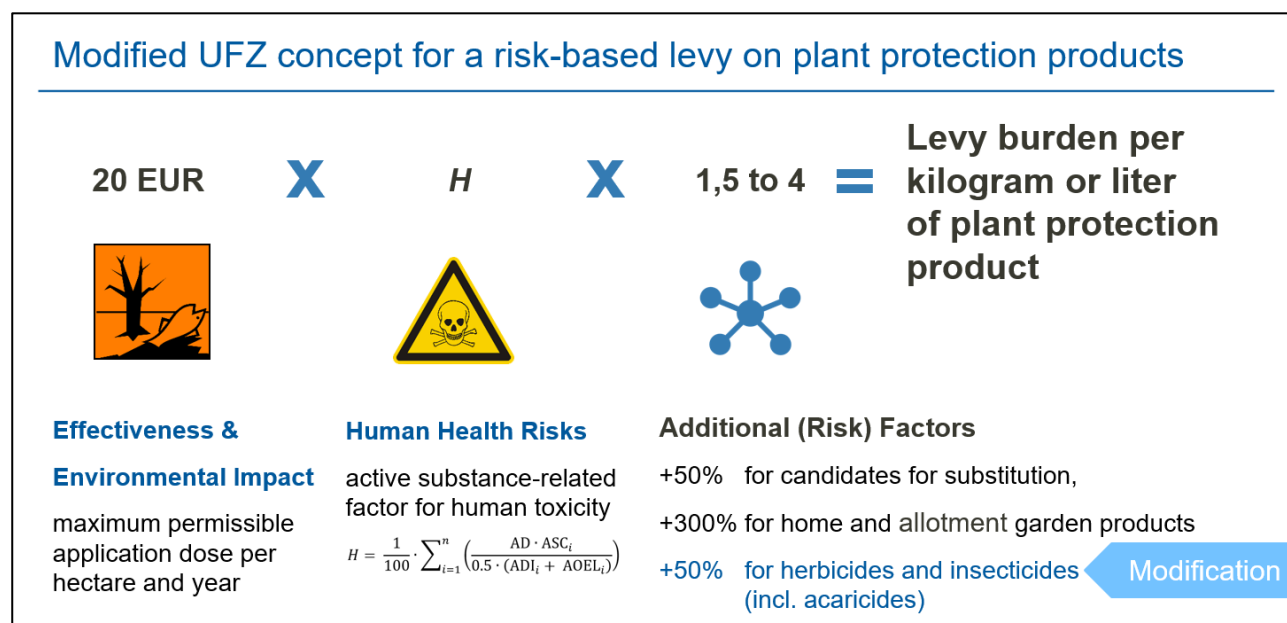 Modified UFZ concept for a risk-based levy on plant protection products
20 EUR X H X 1,5 to 4 = Levy burden per
kilogram or liter
of plant protection
product
Effectiveness &
Environmental Impact
maximum permissible
application dose per
hectare and year
Human Health Risks
active substance-related
factor for human toxicity
H = 1/100 · ∑ⁿᵢ₌₁ (AD · ASCᵢ / 0.5 · (ADIᵢ + AOELᵢ))
Additional (Risk) Factors
+50% for candidates for substitution,
+300% for home and allotment garden products
+50% for herbicides and insecticides
(incl. acaricides)
Modification